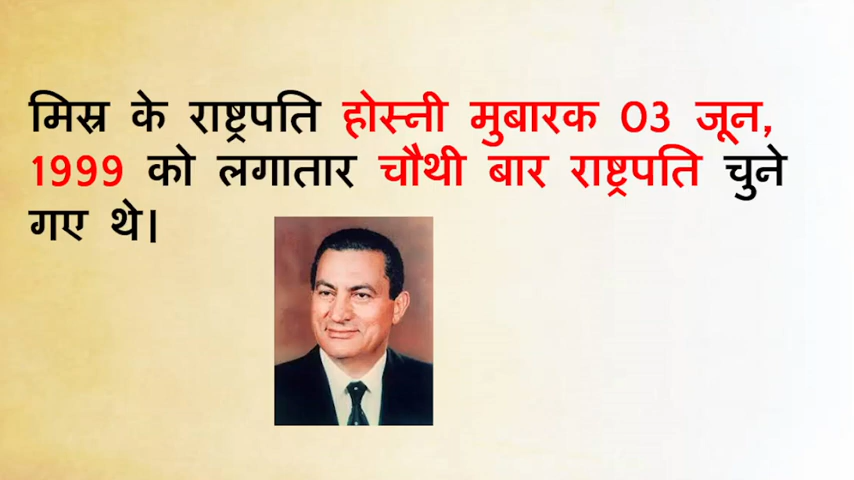 मिस्र के राष्ट्रपति होस्नी मुबारक 03 जून,
1999 को लगातार चौथी बार राष्ट्रपति चुने
गए थे।